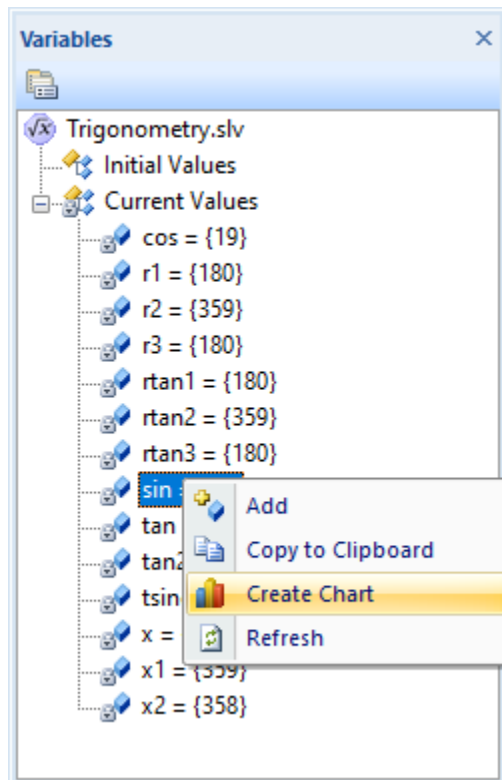 Variables
Trigonometry.slv
Initial Values
Current Values
cos = {19}
r1 = {180}
r2 = {359}
r3 = {180}
rtan1 = {180}
rtan2 = {359}
rtan3 = {180}
sin
tan
tan2
tsin
x =
x1 = {359}
x2 = {358}
Add
Copy to Clipboard
Create Chart
Refresh